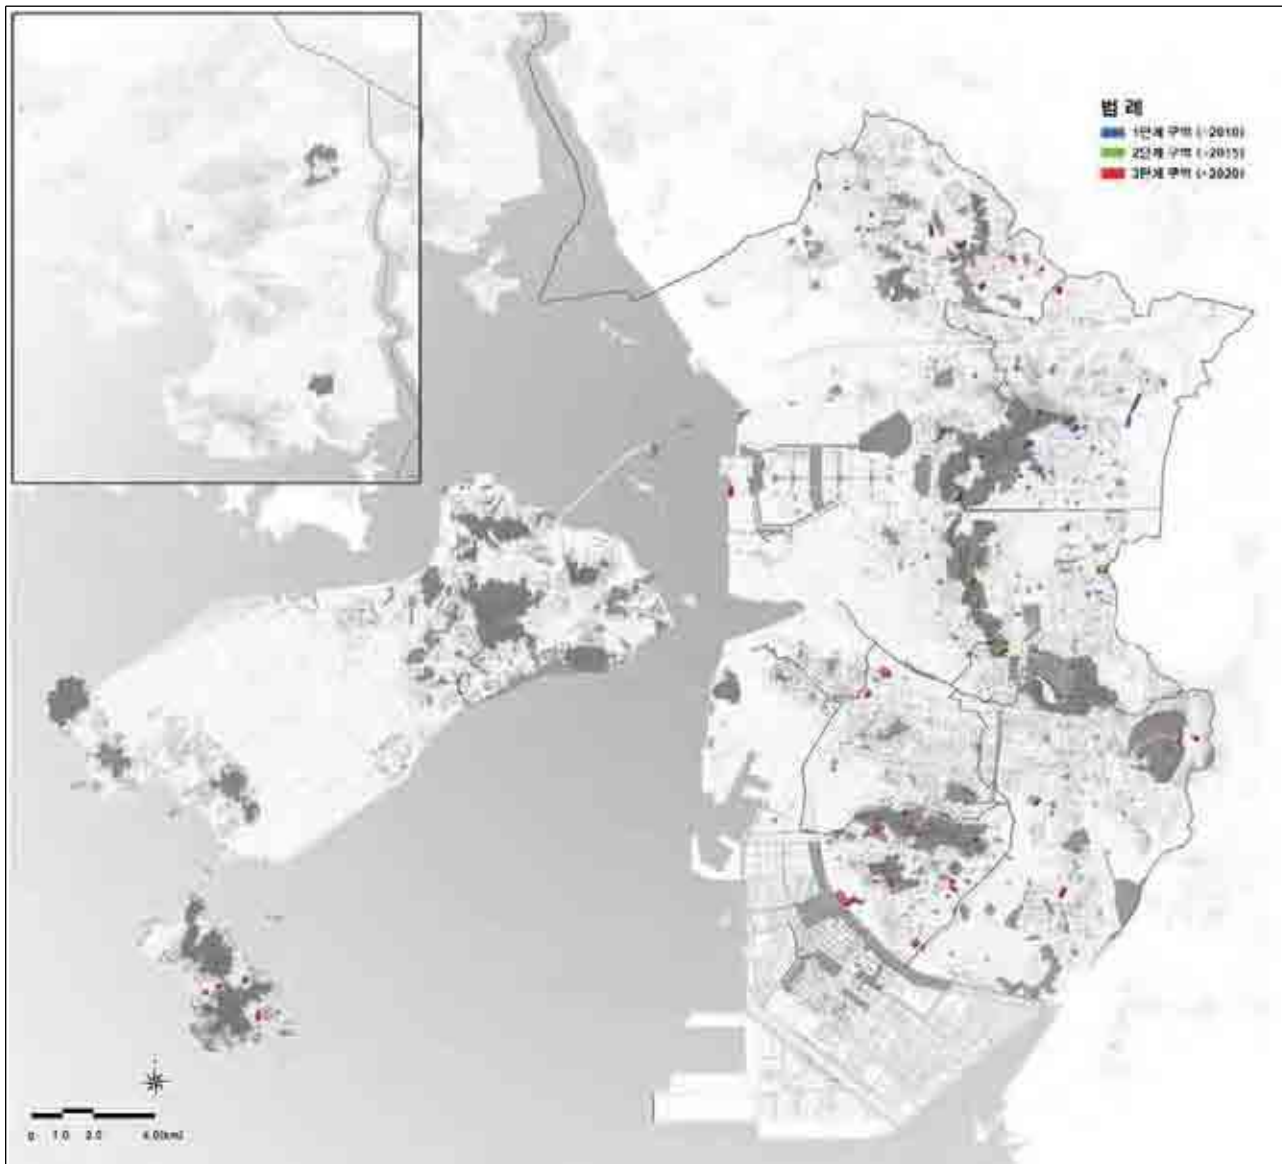 범 례
1단계 구역 (~2010)
2단계 구역 (~2015)
3단계 구역 (~2020)
0 1.0 2.0 4.0(km)